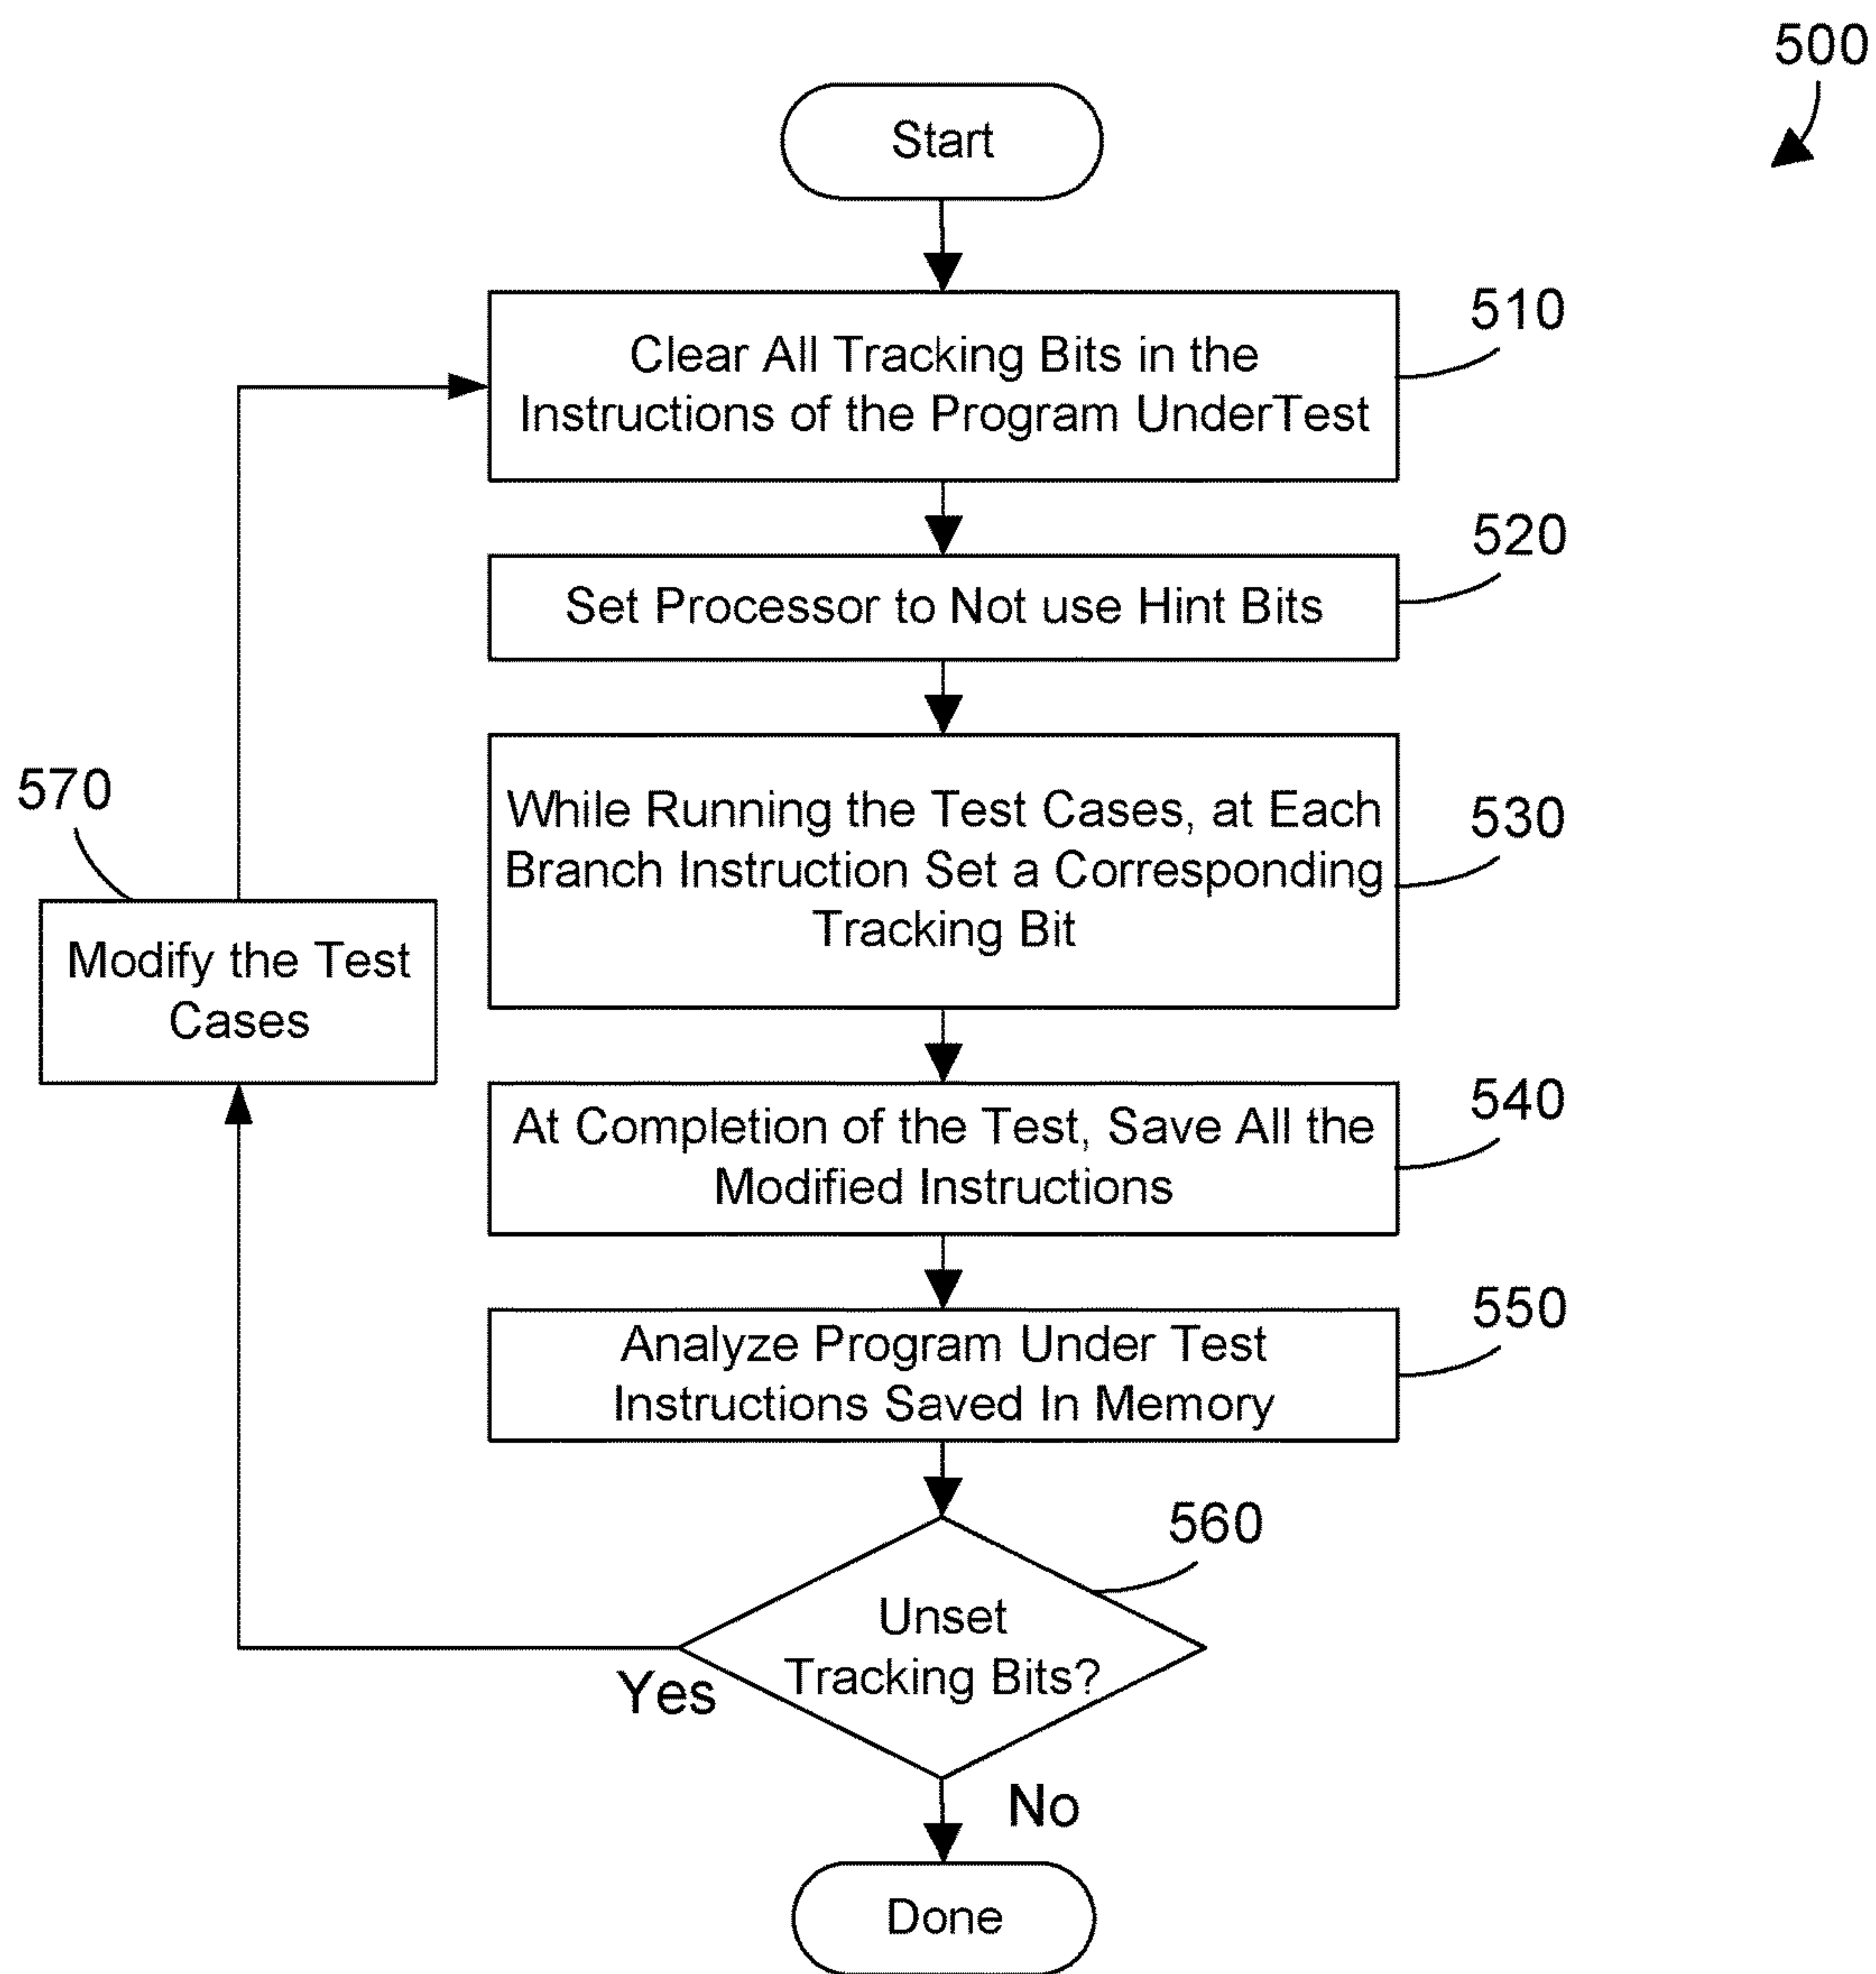 500
Start
510
Clear All Tracking Bits in the
Instructions of the Program UnderTest
520
Set Processor to Not use Hint Bits
530
While Running the Test Cases, at Each
Branch Instruction Set a Corresponding
Tracking Bit
570
Modify the Test
Cases
540
At Completion of the Test, Save All the
Modified Instructions
550
Analyze Program Under Test
Instructions Saved In Memory
560
Unset
Tracking Bits?
Yes
No
Done